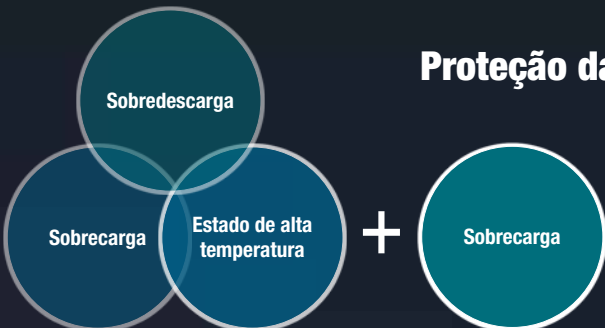 Proteção da
Sobredescarga
Sobrecarga
Estado de alta
temperatura
+
Sobrecarga